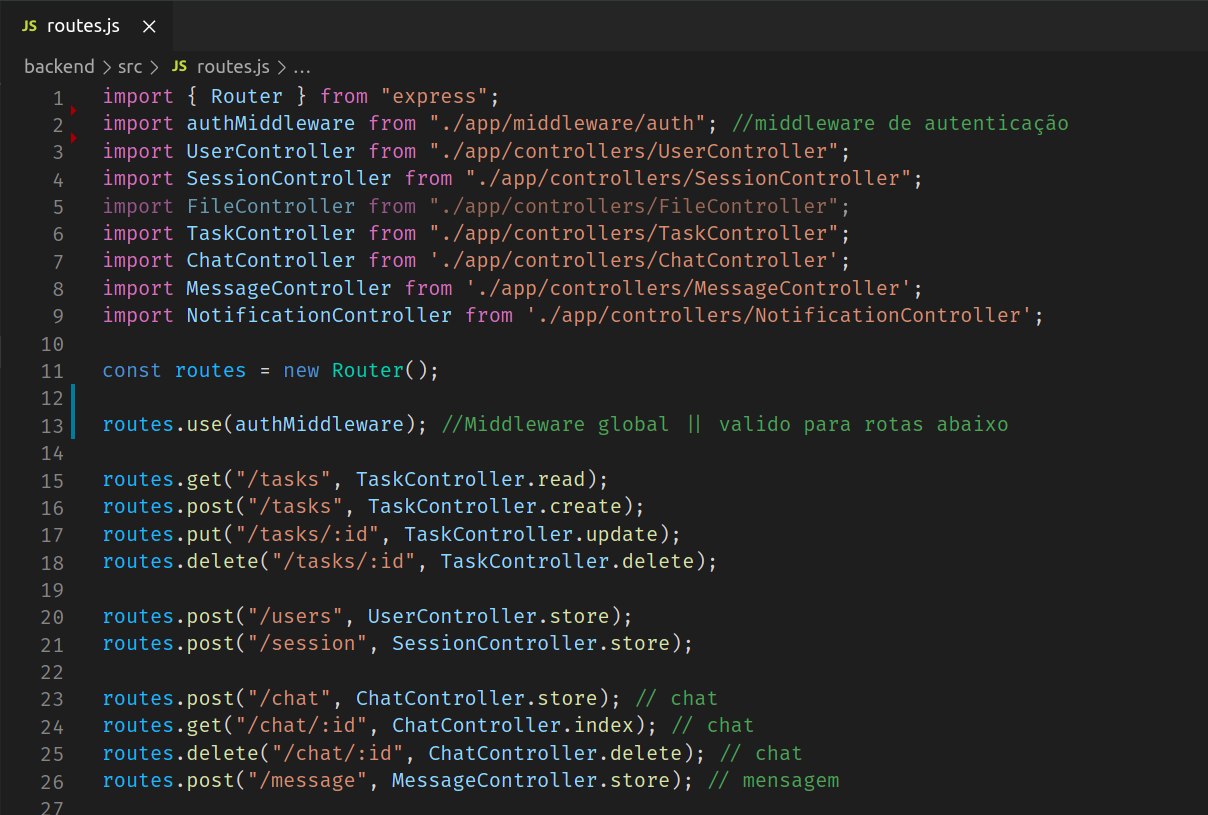 JS routes.js ×
backend > src > JS routes.js > ...
1 import { Router } from "express";
2 import authMiddleware from "./app/middleware/auth"; //middleware de autenticação
3 import UserController from "./app/controllers/UserController";
4 import SessionController from "./app/controllers/SessionController";
5 import FileController from "./app/controllers/FileController";
6 import TaskController from "./app/controllers/TaskController";
7 import ChatController from './app/controllers/ChatController';
8 import MessageController from './app/controllers/MessageController';
9 import NotificationController from './app/controllers/NotificationController';
10
11 const routes = new Router();
12
13 routes.use(authMiddleware); //Middleware global || valido para rotas abaixo
14
15 routes.get("/tasks", TaskController.read);
16 routes.post("/tasks", TaskController.create);
17 routes.put("/tasks/:id", TaskController.update);
18 routes.delete("/tasks/:id", TaskController.delete);
19
20 routes.post("/users", UserController.store);
21 routes.post("/session", SessionController.store);
22
23 routes.post("/chat", ChatController.store); // chat
24 routes.get("/chat/:id", ChatController.index); // chat
25 routes.delete("/chat/:id", ChatController.delete); // chat
26 routes.post("/message", MessageController.store); // mensagem
27